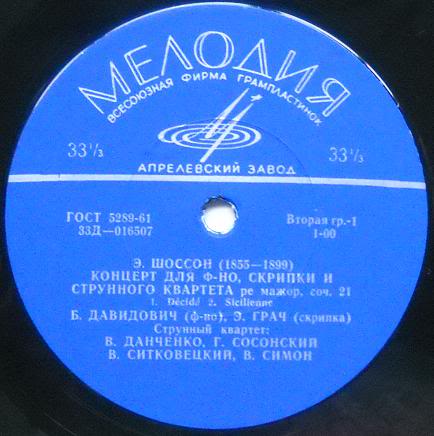 МЕЛОДИЯ
ВСЕСОЮЗНАЯ ФИРМА ГРАМПЛАСТИНОК
33⅓ 33⅓
АПРЕЛЕВСКИЙ ЗАВОД
ГОСТ 5289-61 Вторая гр.-1
33Д—016507 1-00
Э. ШОССОН (1855—1899)
КОНЦЕРТ ДЛЯ Ф-НО, СКРИПКИ И
СТРУННОГО КВАРТЕТА ре мажор, соч. 21
1. Décidé 2. Sicilienne
Б. ДАВИДОВИЧ (ф-но), Э. ГРАЧ (скрипка)
Струнный квартет:
В. ДАНЧЕНКО, Г. СОСОНСКИЙ
В. СИТКОВЕЦКИЙ, В. СИМОН